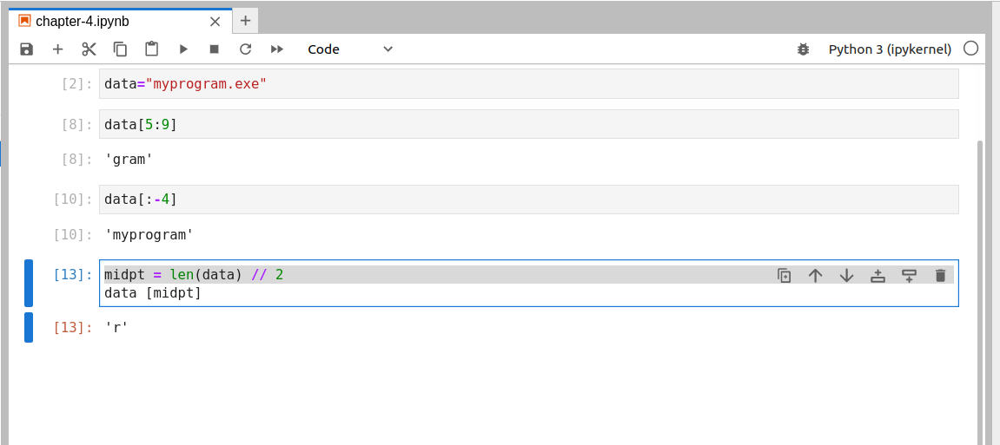 chapter-4.ipynb
Code
Python 3 (ipykernel)
[2]: data="myprogram.exe"
[8]: data[5:9]
[8]: 'gram'
[10]: data[:-4]
[10]: 'myprogram'
[13]: midpt = len(data) // 2
data [midpt]
[13]: 'r'